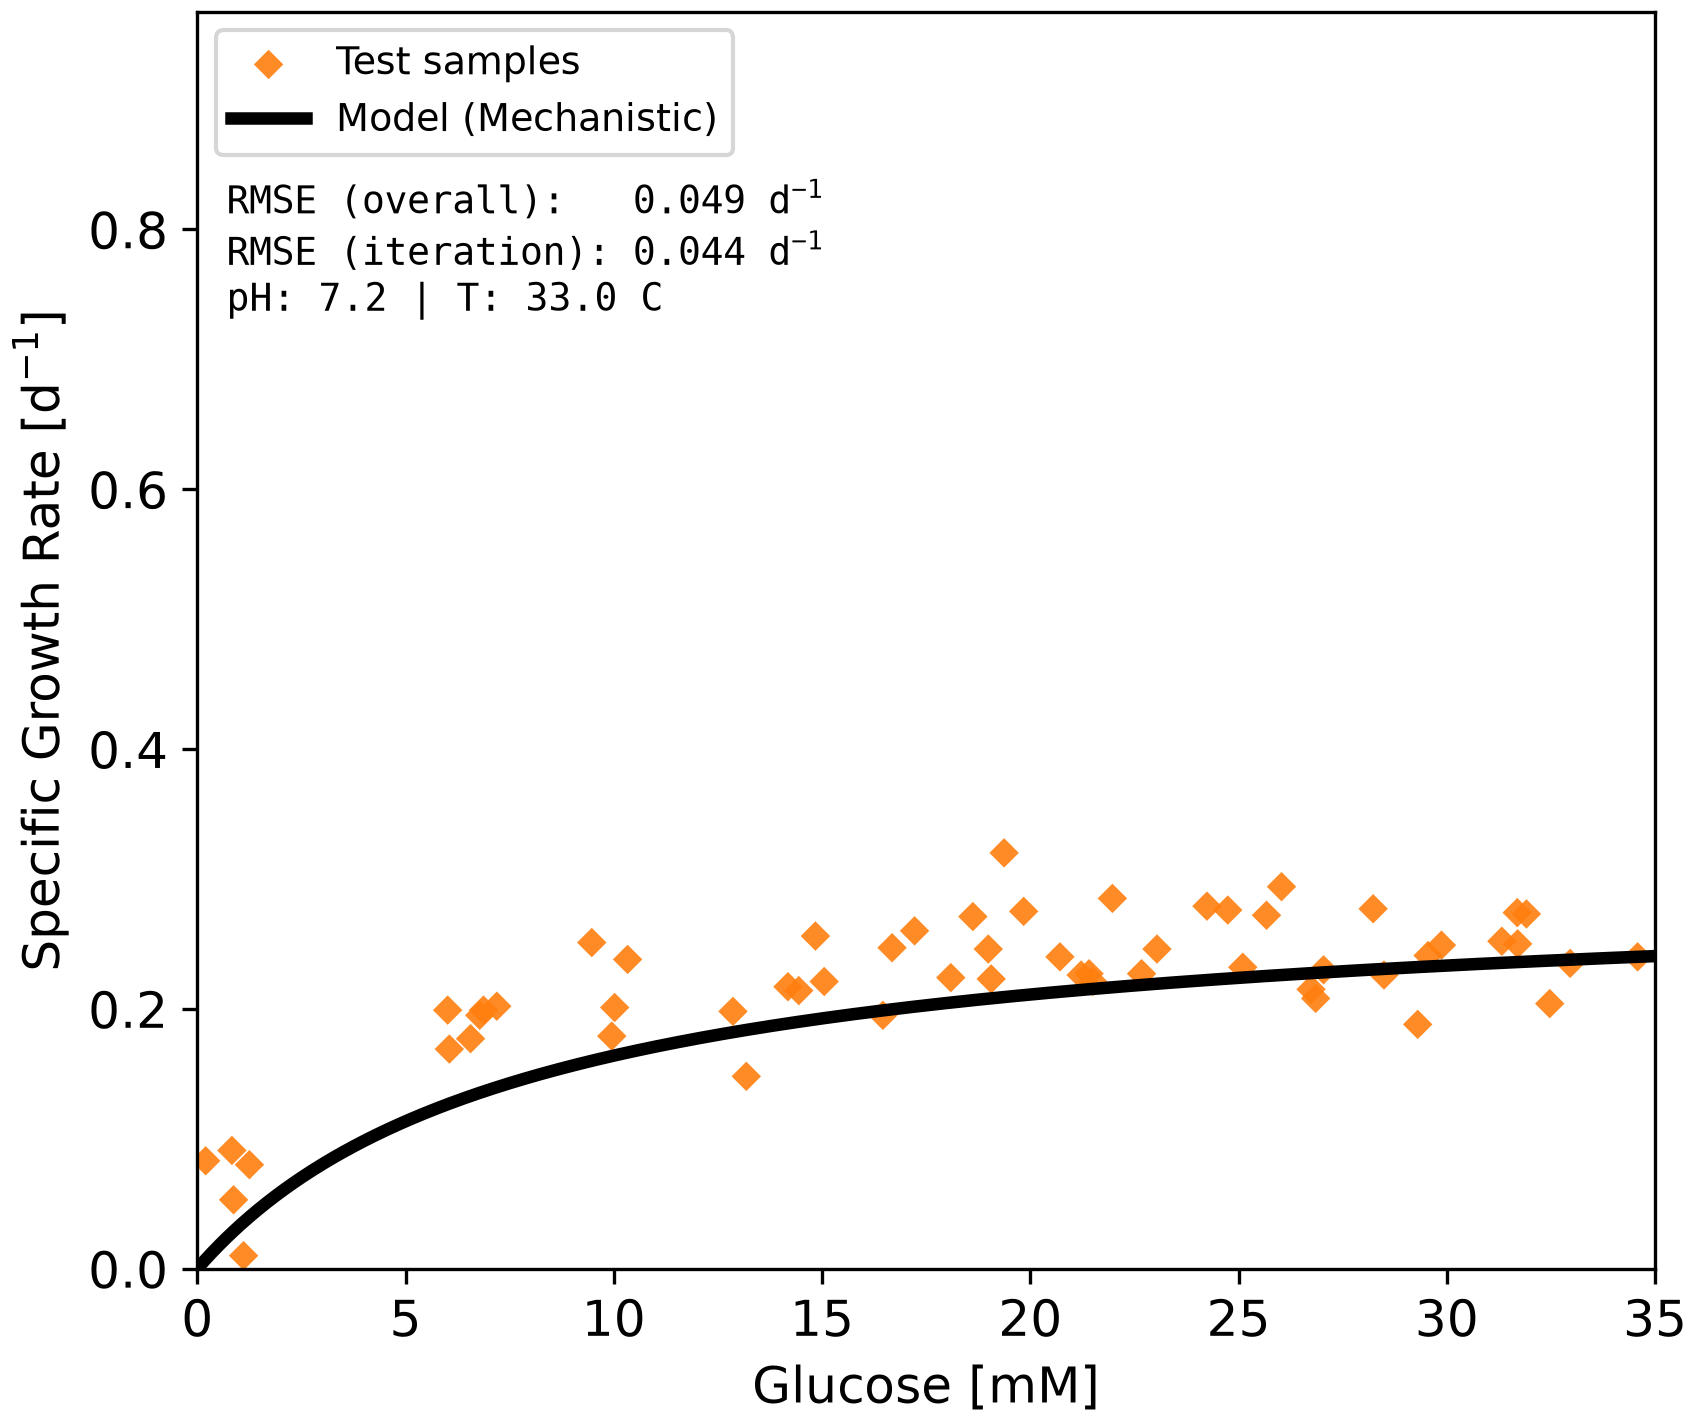 Test samples
Model (Mechanistic)
RMSE (overall): 0.049 d⁻¹
RMSE (iteration): 0.044 d⁻¹
pH: 7.2 | T: 33.0 C
Specific Growth Rate [d⁻¹]
0.8
0.6
0.4
0.2
0.0
0 5 10 15 20 25 30 35
Glucose [mM]